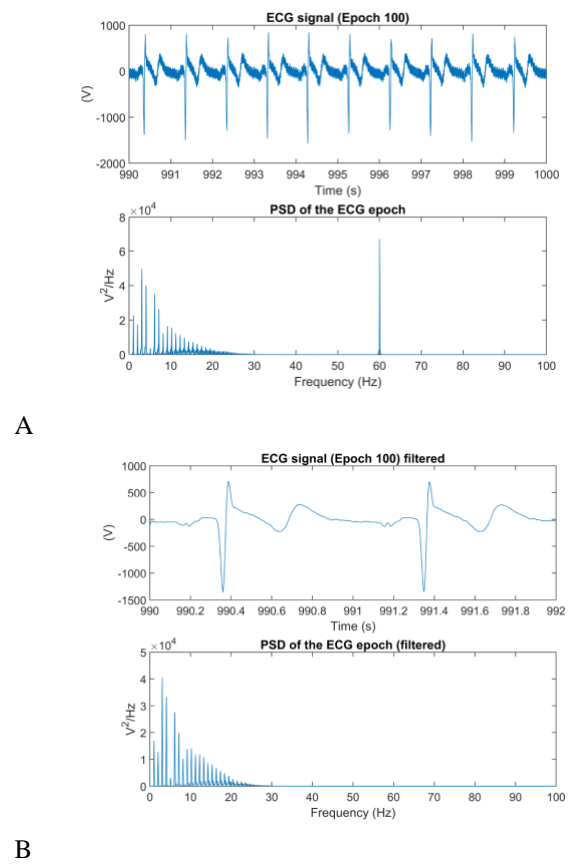 ECG signal (Epoch 100)
1000
0
-1000
-2000
(V)
990 991 992 993 994 995 996 997 998 999 1000
Time (s)
PSD of the ECG epoch
×10⁴
8
6
4
2
0
V²/Hz
0 10 20 30 40 50 60 70 80 90 100
Frequency (Hz)
A
ECG signal (Epoch 100) filtered
1000
500
0
-500
-1000
-1500
(V)
990 990.2 990.4 990.6 990.8 991 991.2 991.4 991.6 991.8 992
Time (s)
PSD of the ECG epoch (filtered)
×10⁴
5
4
3
2
1
0
V²/Hz
0 10 20 30 40 50 60 70 80 90 100
Frequency (Hz)
B